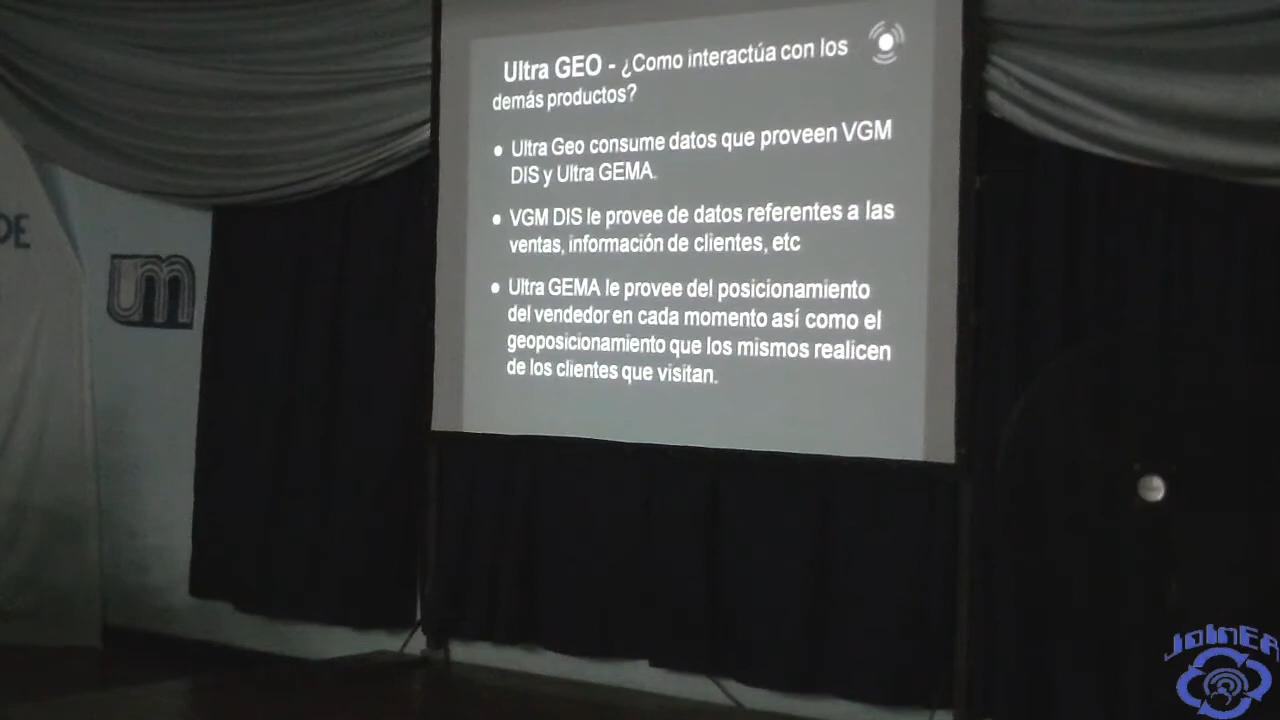 Ultra GEO - ¿Como interactúa con los
demás productos?
● Ultra Geo consume datos que proveen VGM
DIS y Ultra GEMA.
● VGM DIS le provee de datos referentes a las
ventas, información de clientes, etc
● Ultra GEMA le provee del posicionamiento
del vendedor en cada momento así como el
geoposicionamiento que los mismos realicen
de los clientes que visitan.
DE
um
JoinEA